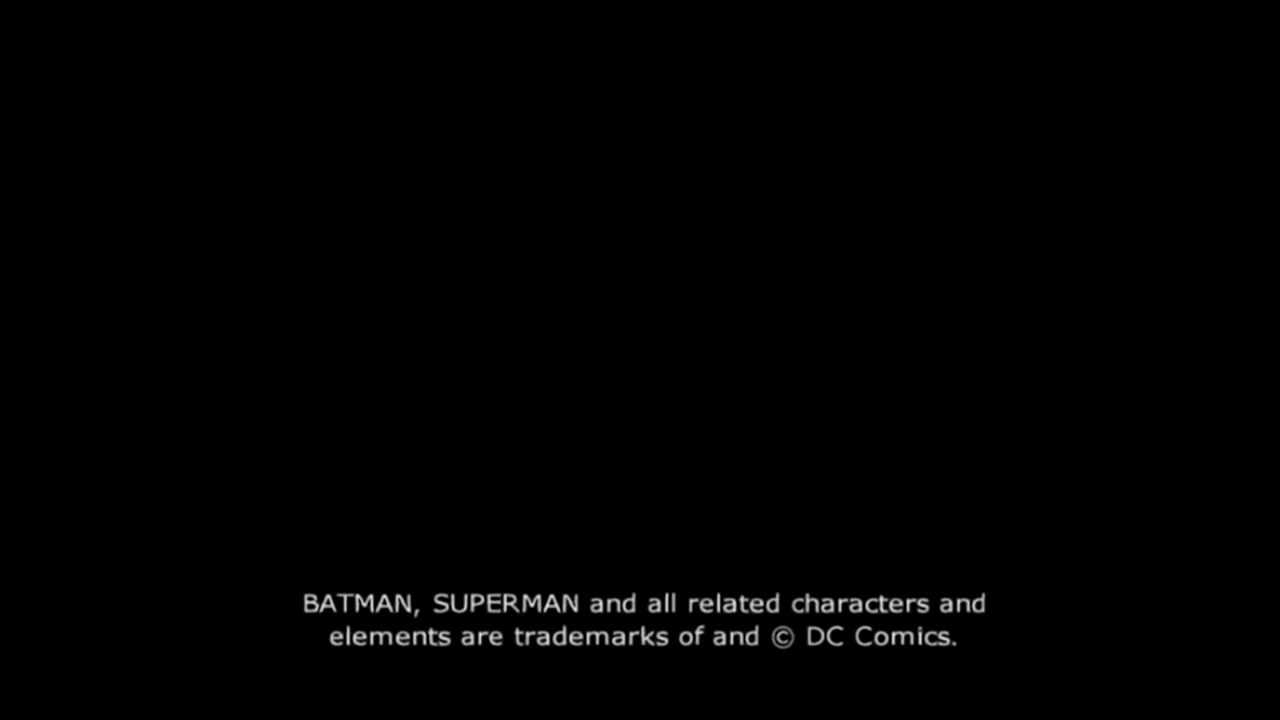 BATMAN, SUPERMAN and all related characters and
elements are trademarks of and © DC Comics.